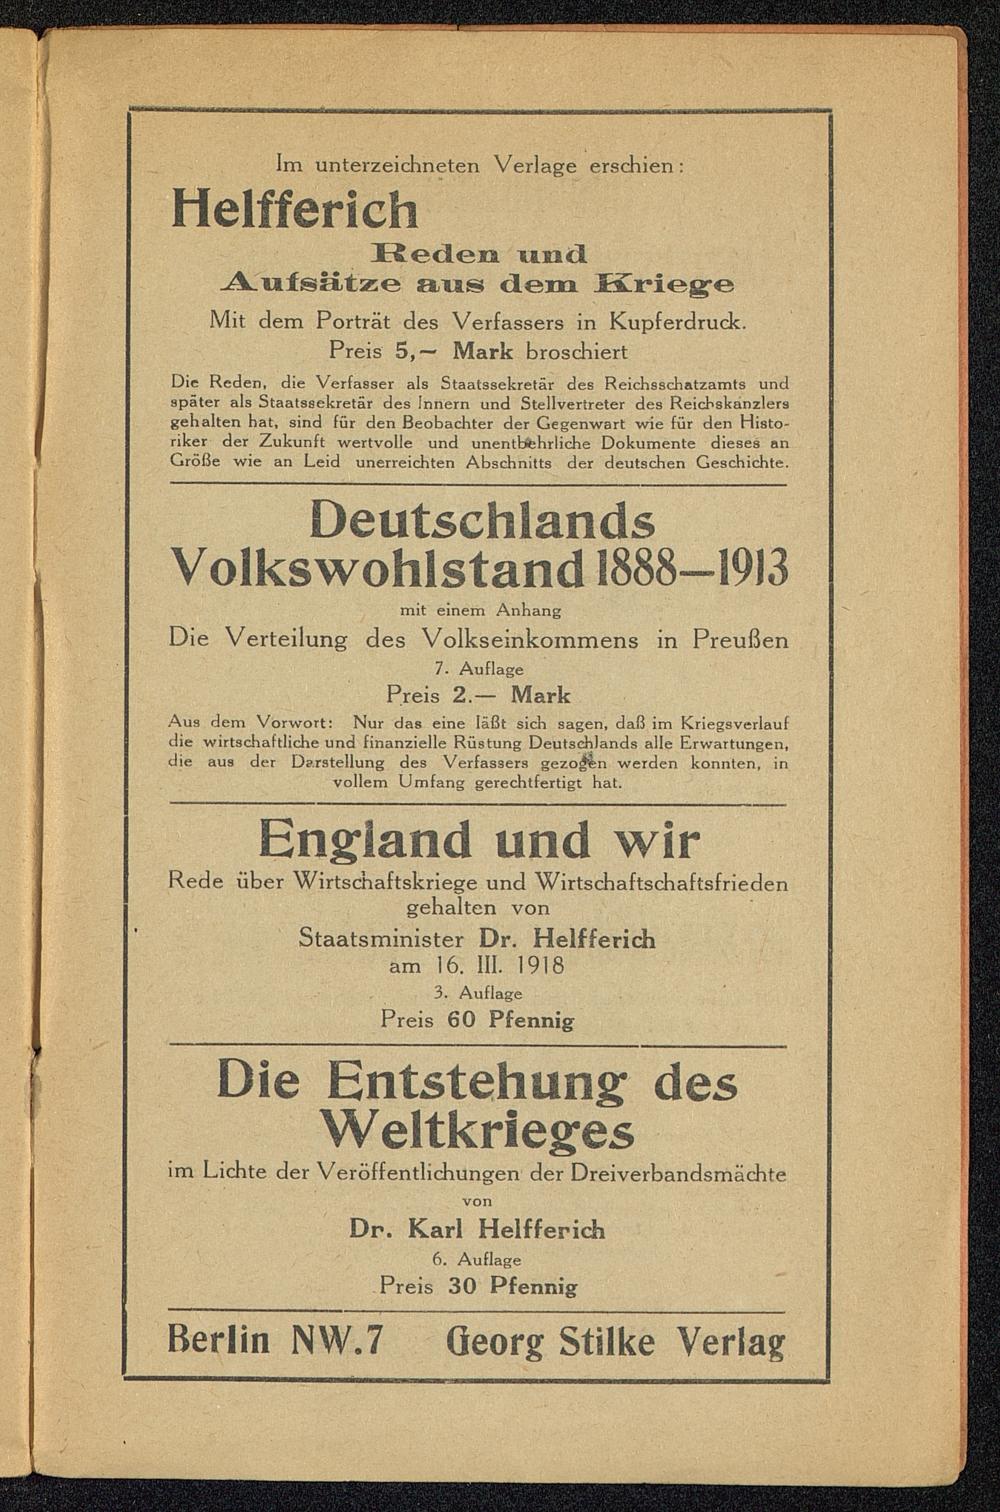 Im unterzeichneten Verlage erschien:
Helfferich
Reden und
Aufsätze aus dem Kriege
Mit dem Porträt des Verfassers in Kupferdruck.
Preis 5,— Mark broschiert
Die Reden, die Verfasser als Staatssekretär des Reichsschatzamts und
später als Staatssekretär des Innern und Stellvertreter des Reichskanzlers
gehalten hat, sind für den Beobachter der Gegenwart wie für den Histo-
riker der Zukunft wertvolle und unentbehrliche Dokumente dieses an
Größe wie an Leid unerreichten Abschnitts der deutschen Geschichte.
Deutschlands
Volkswohlstand 1888—1913
mit einem Anhang
Die Verteilung des Volkseinkommens in Preußen
7. Auflage
Preis 2.— Mark
Aus dem Vorwort: Nur das eine läßt sich sagen, daß im Kriegsverlauf
die wirtschaftliche und finanzielle Rüstung Deutschlands alle Erwartungen,
die aus der Darstellung des Verfassers gezogen werden konnten, in
vollem Umfang gerechtfertigt hat.
England und wir
Rede über Wirtschaftskriege und Wirtschaftschaftsfrieden
gehalten von
Staatsminister Dr. Helfferich
am 16. III. 1918
3. Auflage
Preis 60 Pfennig
Die Entstehung des
Weltkrieges
im Lichte der Veröffentlichungen der Dreiverbandsmächte
von
Dr. Karl Helfferich
6. Auflage
Preis 30 Pfennig
Berlin NW.7 Georg Stilke Verlag